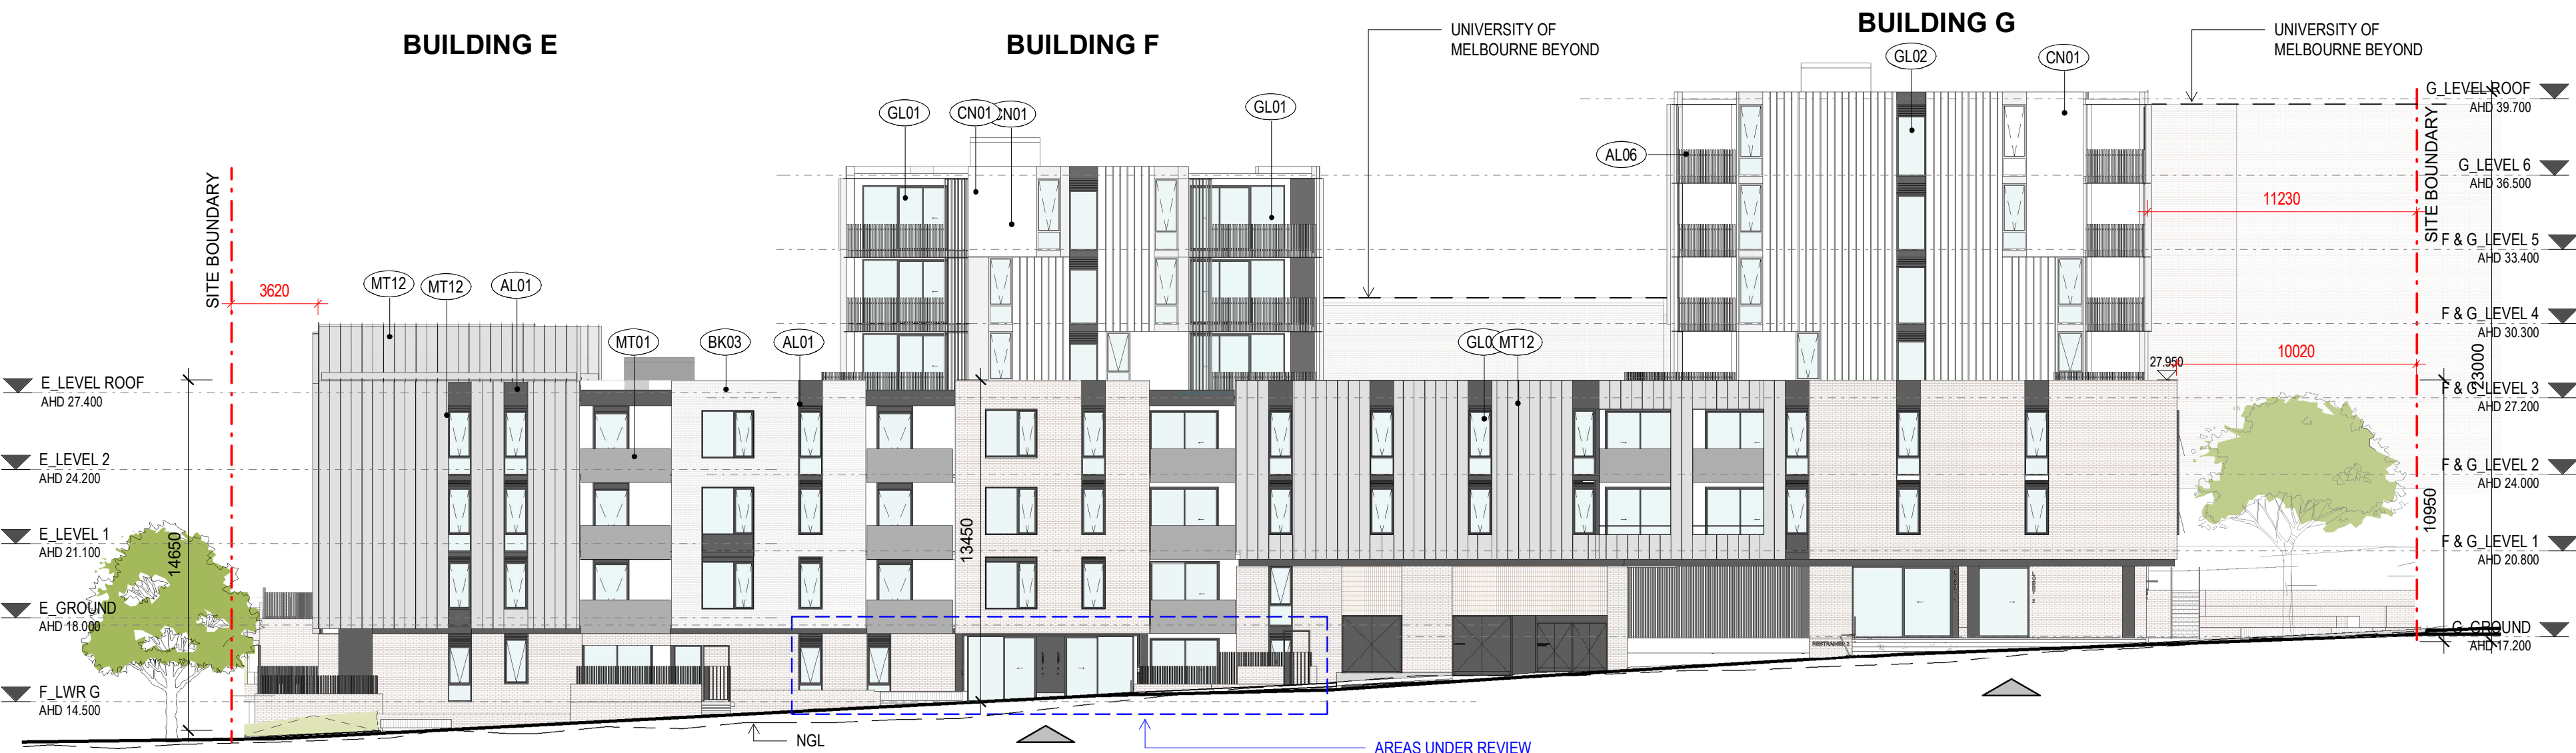 BUILDING E
BUILDING F
BUILDING G
UNIVERSITY OF
MELBOURNE BEYOND
UNIVERSITY OF
MELBOURNE BEYOND
GL02
CN01
GL01
CN01
CN01
GL01
AL06
G_LEVEL ROOF
AHD 39.700
G_LEVEL 6
AHD 36.500
11230
SITE BOUNDARY
F & G_LEVEL 5
AHD 33.400
F & G_LEVEL 4
AHD 30.300
23000
27.950
10020
F & G_LEVEL 3
AHD 27.200
F & G_LEVEL 2
AHD 24.000
10950
F & G_LEVEL 1
AHD 20.800
G_GROUND
AHD 17.200
SITE BOUNDARY
3620
MT12
MT12
AL01
MT01
BK03
AL01
GL0
MT12
E_LEVEL ROOF
AHD 27.400
E_LEVEL 2
AHD 24.200
E_LEVEL 1
AHD 21.100
E_GROUND
AHD 18.000
F_LWR G
AHD 14.500
14650
13450
NGL
AREAS UNDER REVIEW